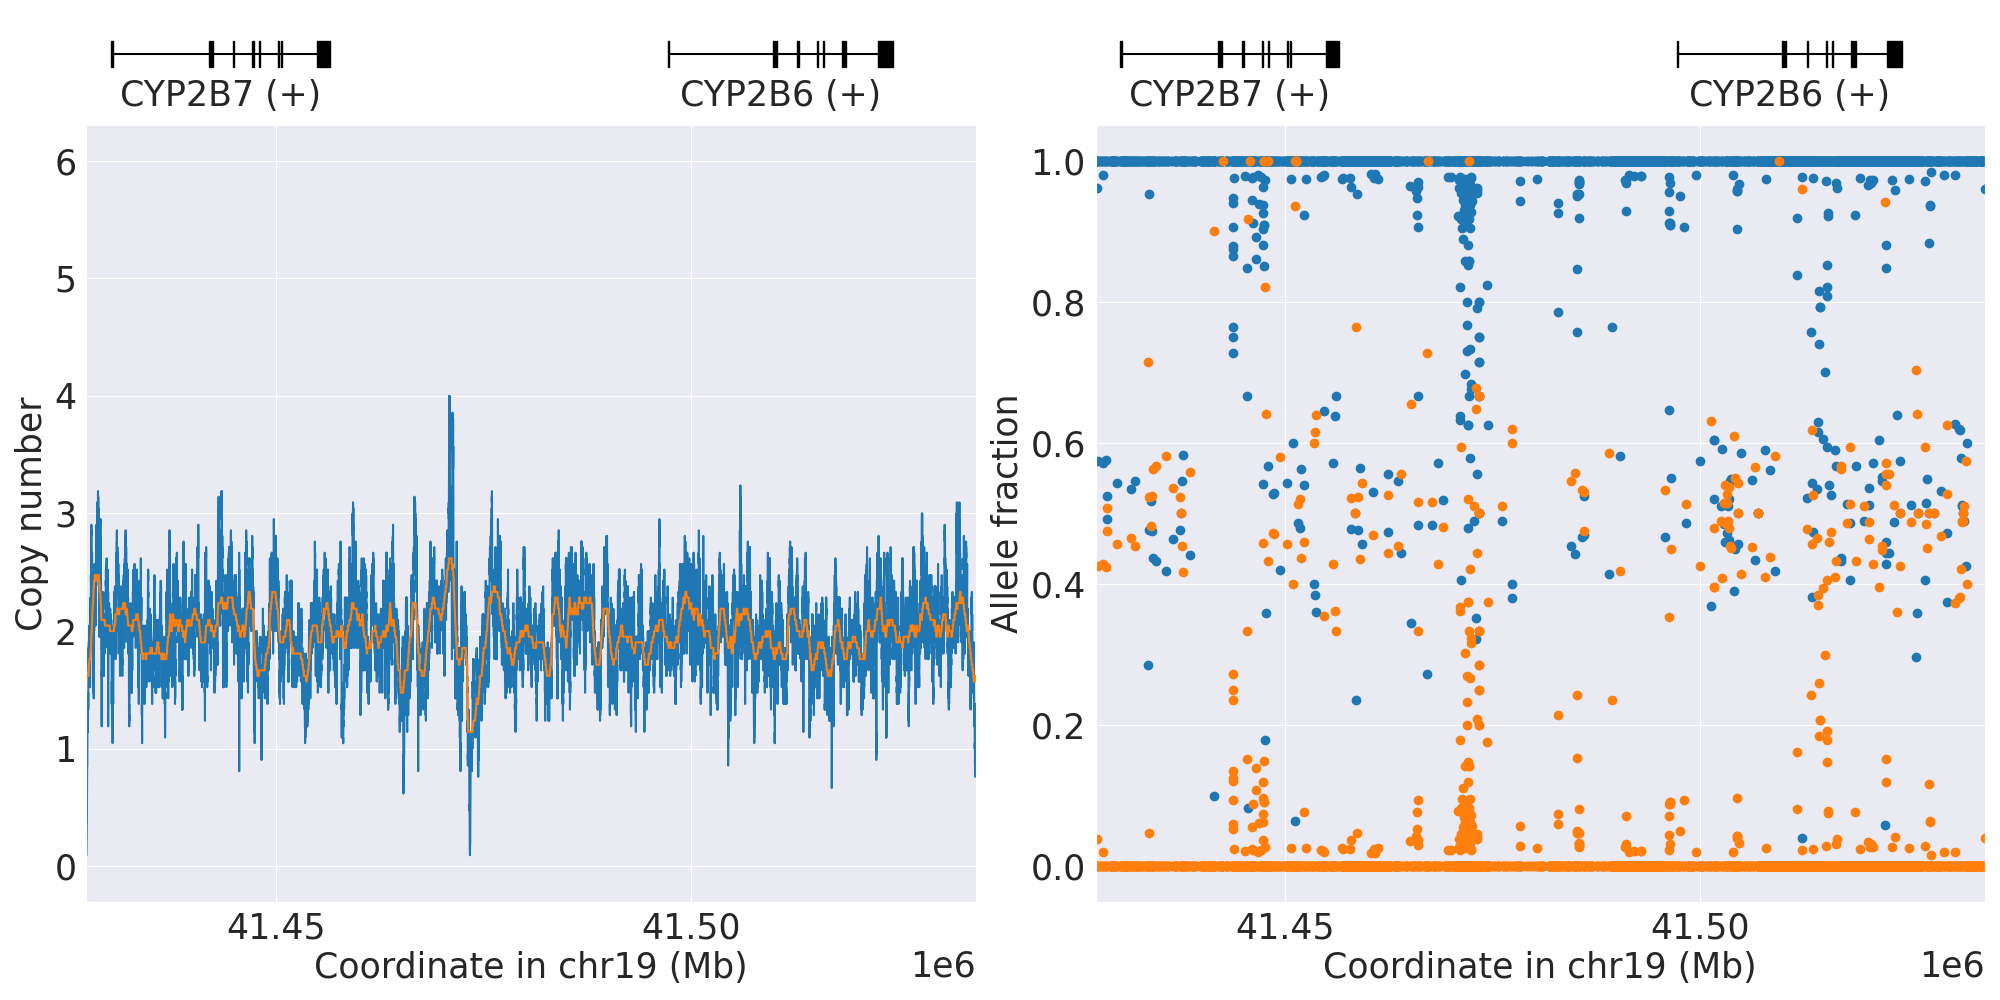 CYP2B7 (+) CYP2B6 (+)
6
5
4
3
2
1
0
Copy number
41.45 41.50
Coordinate in chr19 (Mb) 1e6
CYP2B7 (+) CYP2B6 (+)
1.0
0.8
0.6
0.4
0.2
0.0
Allele fraction
41.45 41.50
Coordinate in chr19 (Mb) 1e6